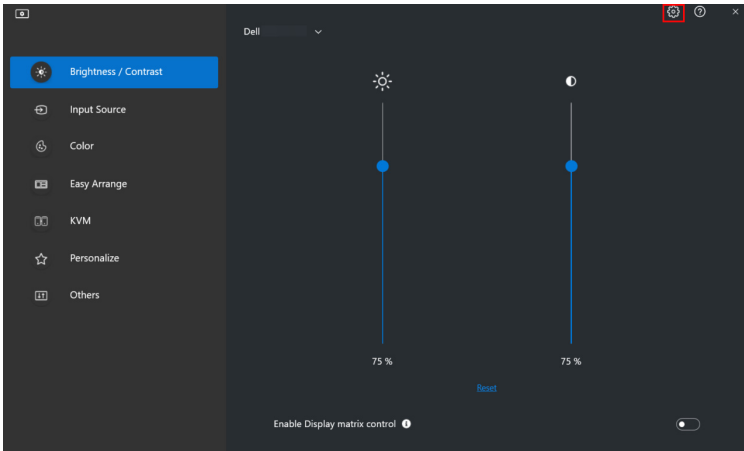 Dell
Brightness / Contrast
Input Source
Color
Easy Arrange
KVM
Personalize
Others
75 %
75 %
Reset
Enable Display matrix control